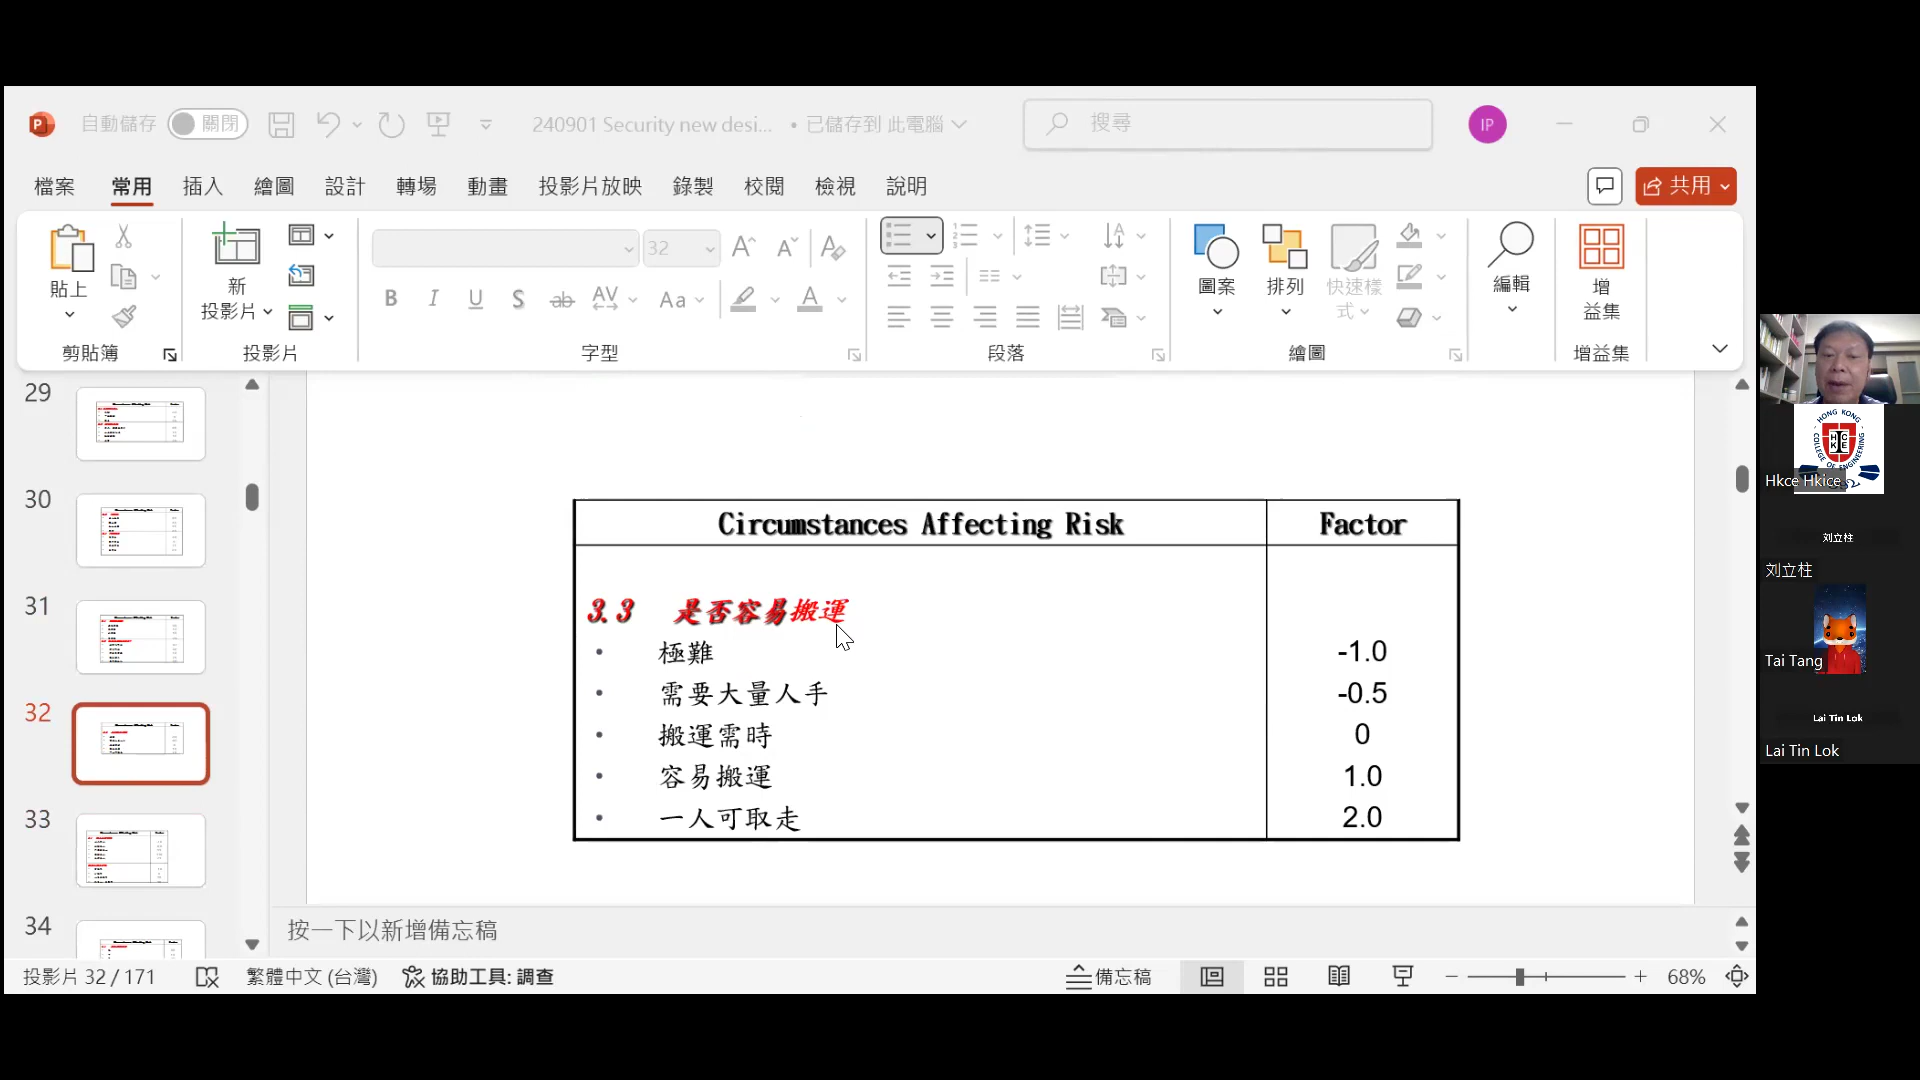 自動儲存
關閉
240901 Security new desi...
• 已儲存到 此電腦
搜尋
IP
檔案
常用
插入
繪圖
設計
轉場
動畫
投影片放映
錄製
校閱
檢視
說明
共用
貼上
剪貼簿
新
投影片
投影片
32
B I U S ab AV Aa A
字型
段落
圖案
排列
快速樣
式
繪圖
編輯
增
益集
增益集
29
30
31
32
33
34
Circumstances Affecting Risk Factor
3.3 是否容易搬運
• 極難 -1.0
• 需要大量人手 -0.5
• 搬運需時 0
• 容易搬運 1.0
• 一人可取走 2.0
按一下以新增備忘稿
投影片 32 / 171
繁體中文 (台灣)
協助工具: 調查
備忘稿
68%
HONG KONG
COLLEGE OF ENGINEERING
Hkce Hkice
刘立柱
刘立柱
Tai Tang
Lai Tin Lok
Lai Tin Lok